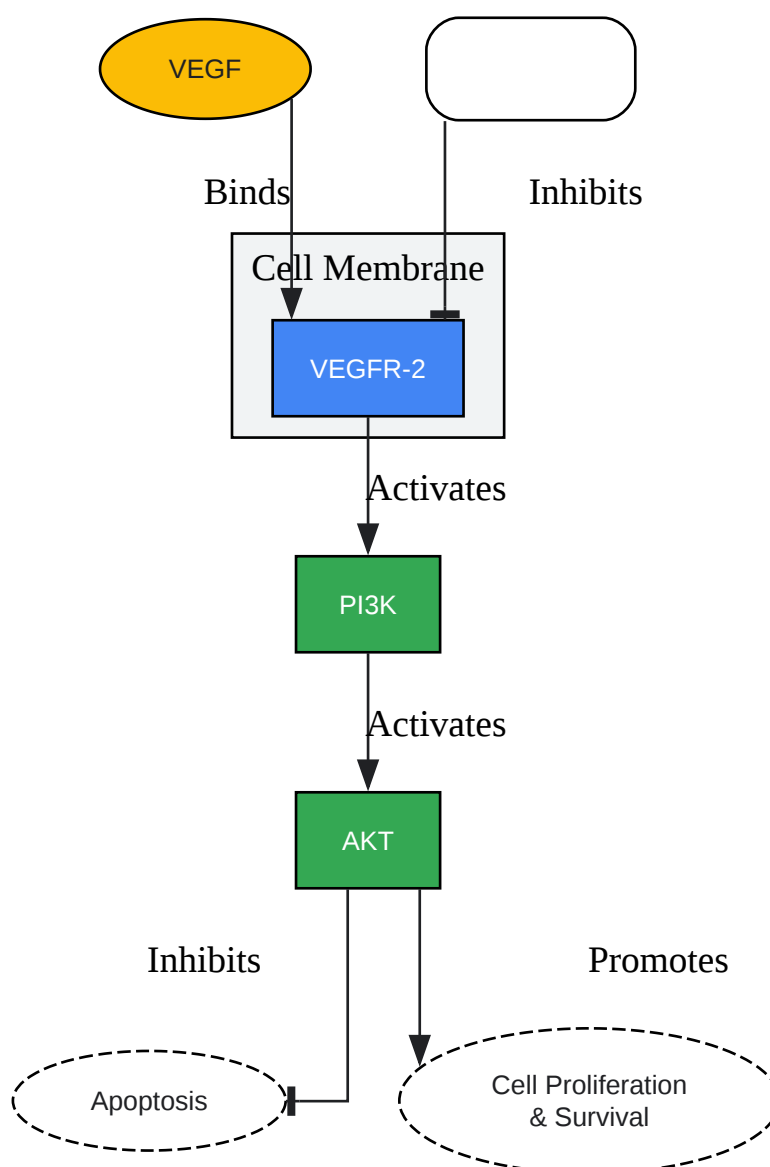 VEGF
Binds
Inhibits
Cell Membrane
VEGFR-2
Activates
PI3K
Activates
AKT
Inhibits
Promotes
Apoptosis
Cell Proliferation
& Survival